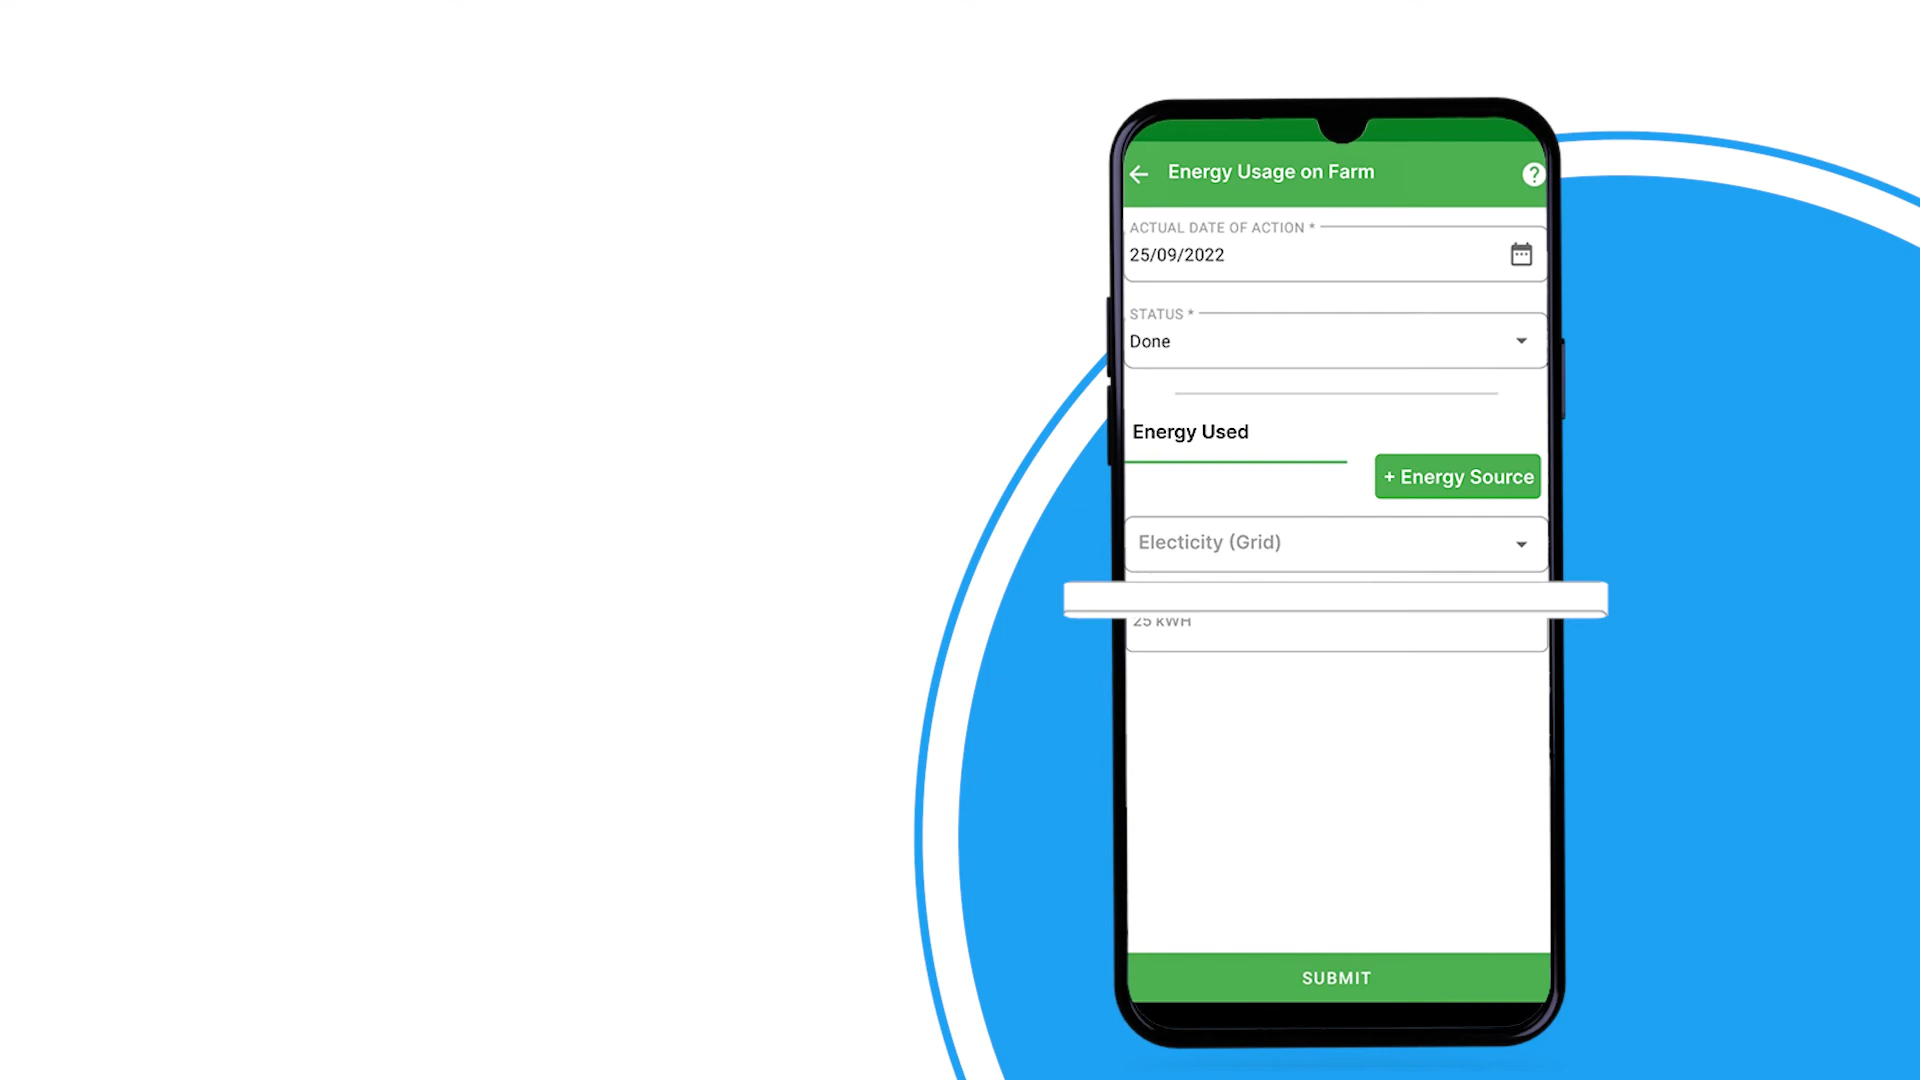 Energy Usage on Farm
?
ACTUAL DATE OF ACTION *
25/09/2022
STATUS *
Done
Energy Used
+ Energy Source
Electicity (Grid)
25 kWH
SUBMIT